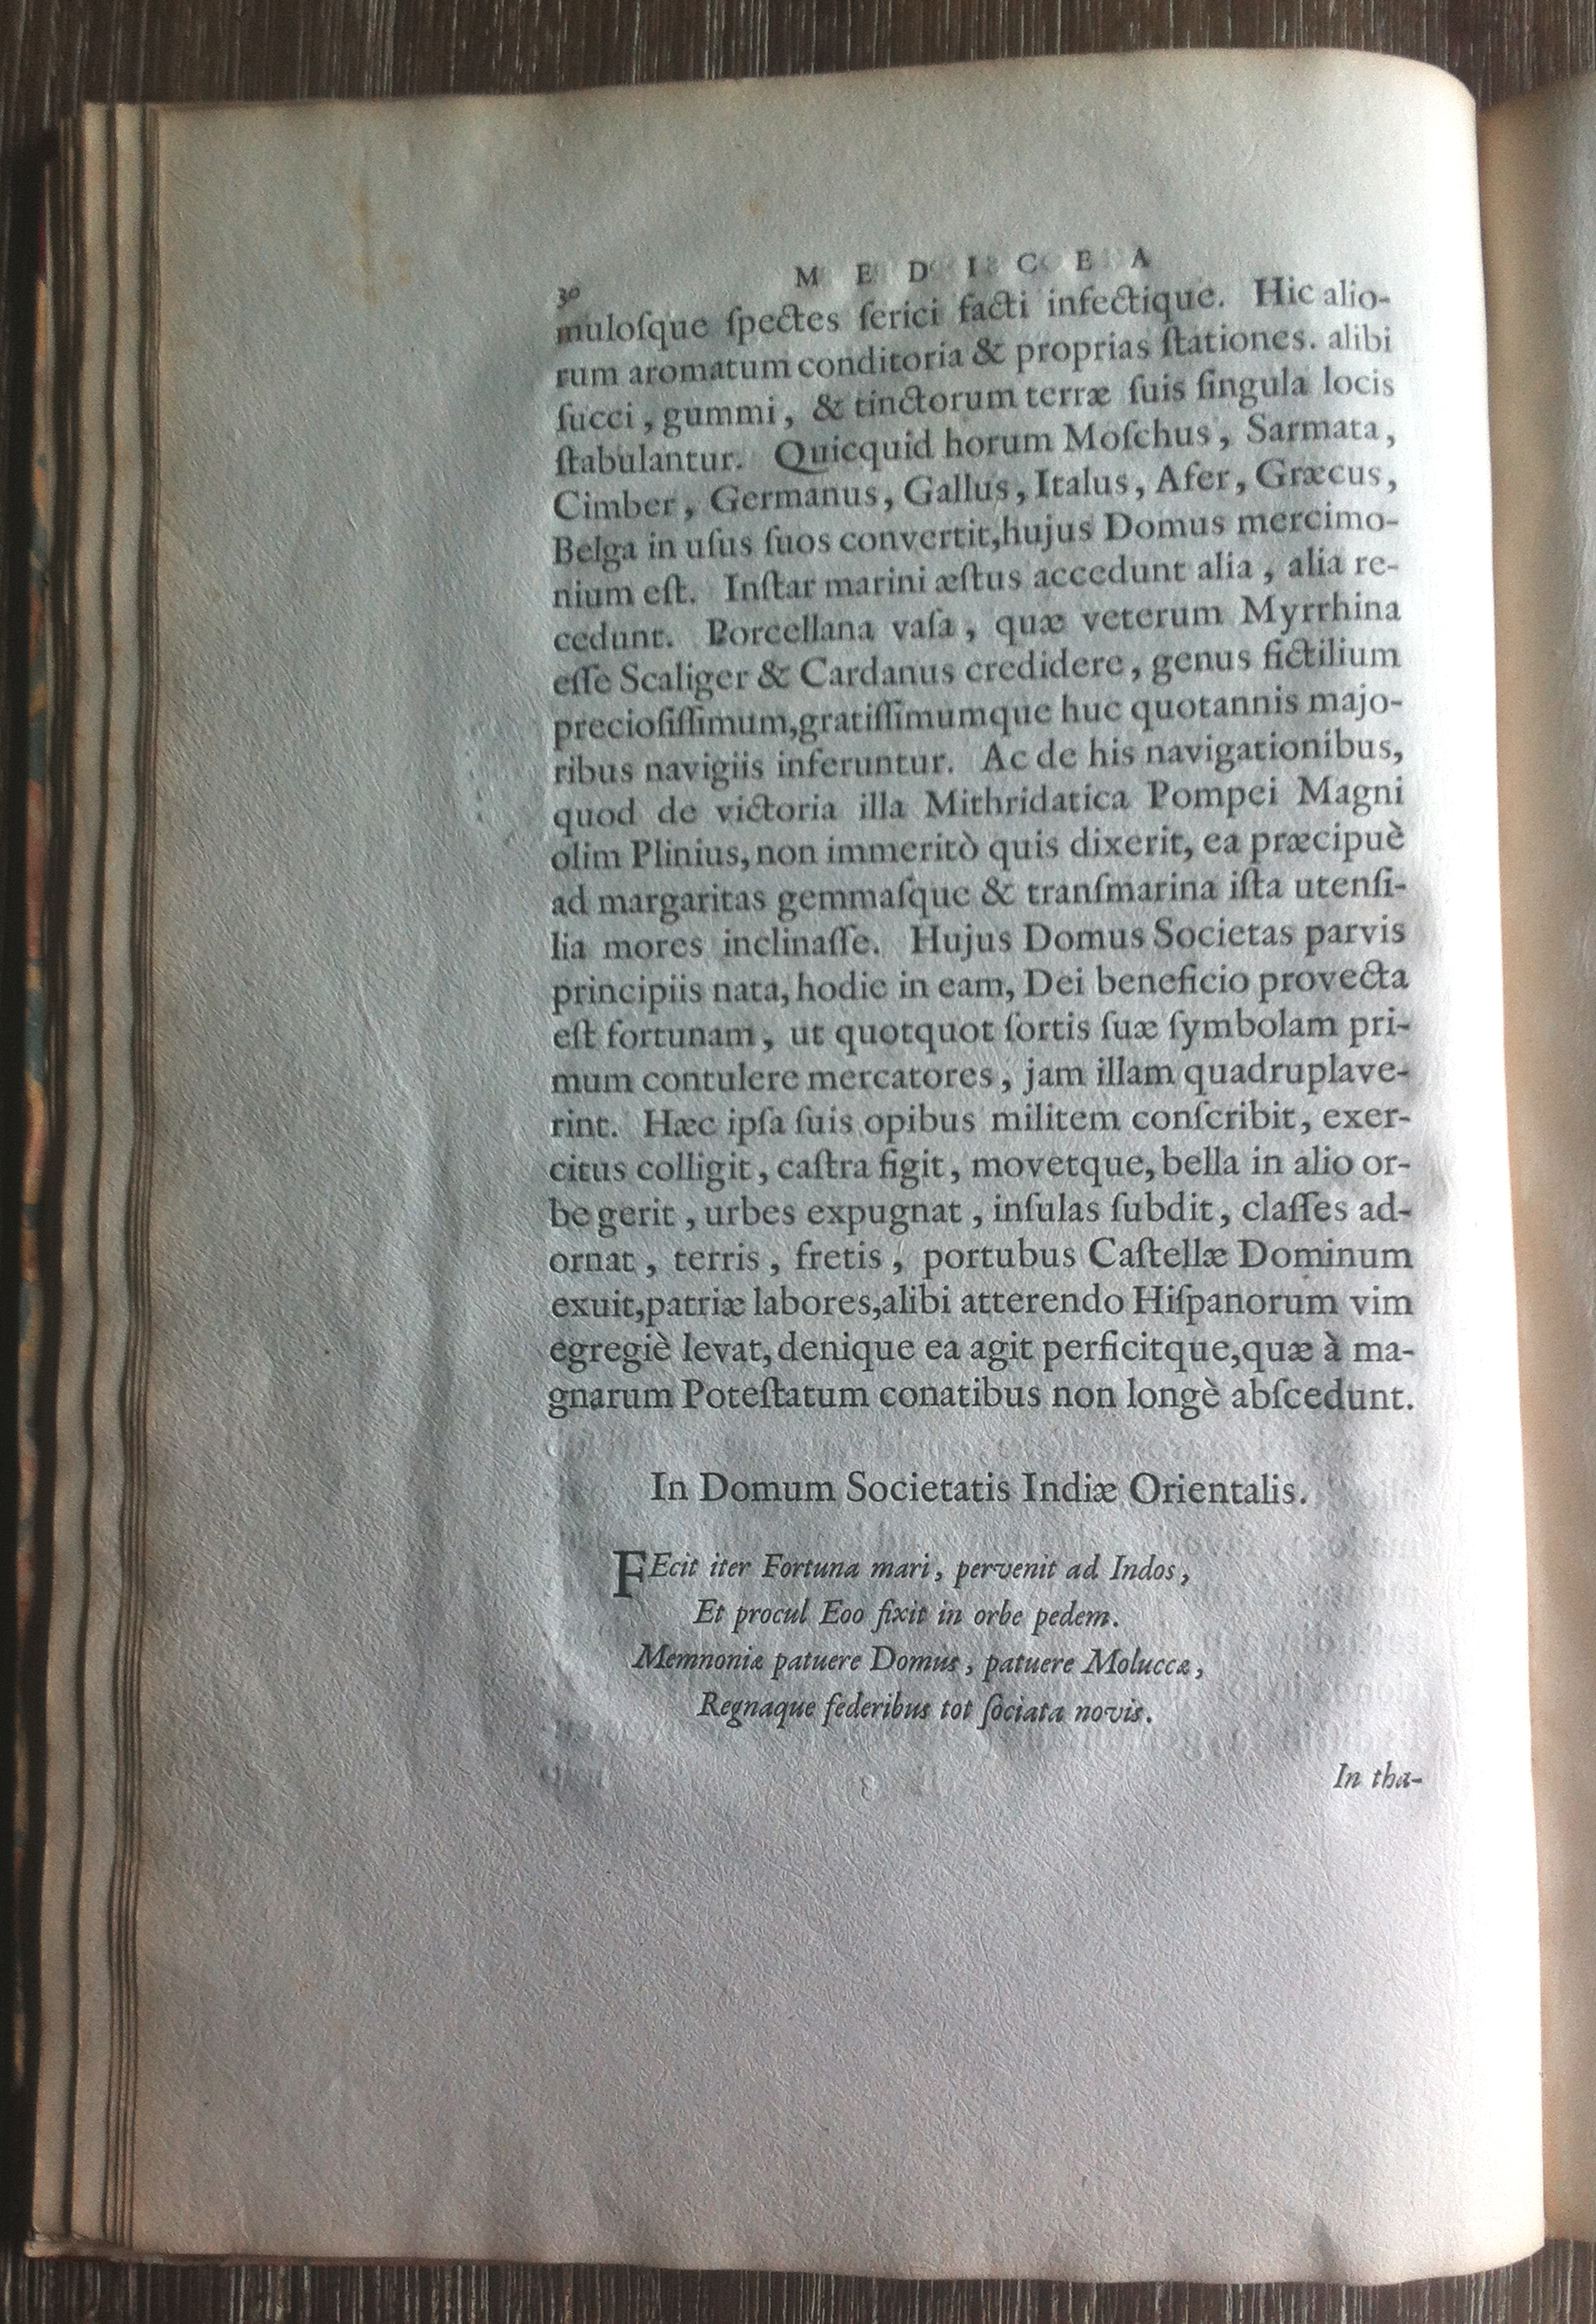 30
MEDICEA
muloſque ſpectes ſerici facti infectique. Hic alio-
rum aromatum conditoria & proprias ſtationes. alibi
ſucci, gummi, & tinctorum terræ ſuis ſingula locis
ſtabulantur. Quicquid horum Moſchus, Sarmata,
Cimber, Germanus, Gallus, Italus, Afer, Græcus,
Belga in uſus ſuos convertit, hujus Domus mercimo-
nium eſt. Inſtar marini æſtus accedunt alia, alia re-
cedunt. Porcellana vaſa, quæ veterum Myrrhina
eſſe Scaliger & Cardanus credidere, genus fictilium
precioſiſſimum, gratiſſimumque huc quotannis majo-
ribus navigiis inferuntur. Ac de his navigationibus,
quod de victoria illa Mithridatica Pompei Magni
olim Plinius, non immeritò quis dixerit, ea præcipuè
ad margaritas gemmaſque & tranſmarina iſta utenſi-
lia mores inclinaſſe. Hujus Domus Societas parvis
principiis nata, hodie in eam, Dei beneficio provecta
eſt fortunam, ut quotquot ſortis ſuæ ſymbolam pri-
mum contulere mercatores, jam illam quadruplave-
rint. Hæc ipſa ſuis opibus militem conſcribit, exer-
citus colligit, caſtra figit, movetque, bella in alio or-
be gerit, urbes expugnat, inſulas ſubdit, claſſes ad-
ornat, terris, fretis, portubus Caſtellæ Dominum
exuit, patriæ labores, alibi atterendo Hiſpanorum vim
egregiè levat, denique ea agit perficitque, quæ à ma-
gnarum Poteſtatum conatibus non longè abſcedunt.
In Domum Societatis Indiæ Orientalis.
FEcit iter Fortuna mari, pervenit ad Indos,
Et procul Eoo fixit in orbe pedem.
Memnoniæ patuere Domus, patuere Moluccæ,
Regnaque federibus tot ſociata novis.
In tha-